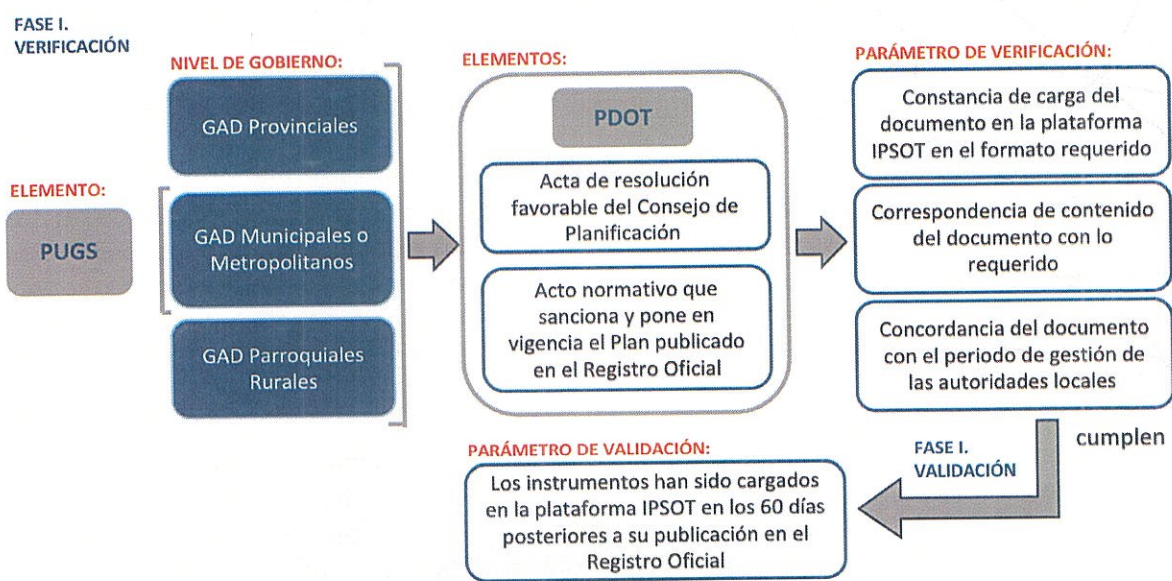 FASE I.
VERIFICACIÓN
NIVEL DE GOBIERNO:
GAD Provinciales
ELEMENTO:
PUGS
GAD Municipales o
Metropolitanos
GAD Parroquiales
Rurales
ELEMENTOS:
PDOT
Acta de resolución
favorable del Consejo de
Planificación
Acto normativo que
sanciona y pone en
vigencia el Plan publicado
en el Registro Oficial
PARÁMETRO DE VERIFICACIÓN:
Constancia de carga del
documento en la plataforma
IPSOT en el formato requerido
Correspondencia de contenido
del documento con lo
requerido
Concordancia del documento
con el periodo de gestión de
las autoridades locales
cumplen
FASE I.
VALIDACIÓN
PARÁMETRO DE VALIDACIÓN:
Los instrumentos han sido cargados
en la plataforma IPSOT en los 60 días
posteriores a su publicación en el
Registro Oficial